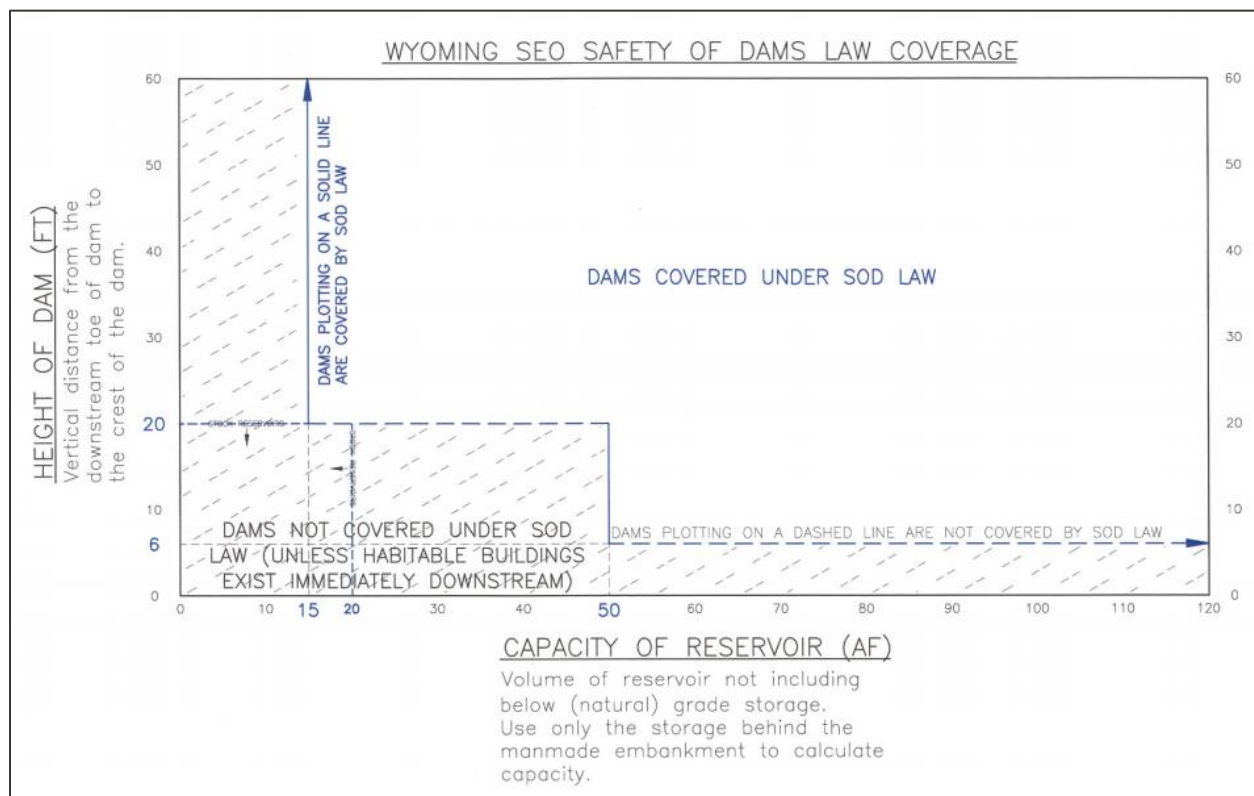 WYOMING SEO SAFETY OF DAMS LAW COVERAGE
60
50
40
30
20
10
6
0
60
50
40
30
20
10
0
HEIGHT OF DAM (FT)
Vertical distance from the
downstream toe of dam to
the crest of the dam.
DAMS PLOTTING ON A SOLID LINE
ARE COVERED BY SOD LAW
DAMS COVERED UNDER SOD LAW
STOCK RESERVOIRS
DAMS NOT COVERED UNDER SOD
LAW (UNLESS HABITABLE BUILDINGS
EXIST IMMEDIATELY DOWNSTREAM)
DAMS PLOTTING ON A DASHED LINE ARE NOT COVERED BY SOD LAW
0
10
15
20
30
40
50
60
70
80
90
100
110
120
CAPACITY OF RESERVOIR (AF)
Volume of reservoir not including
below (natural) grade storage.
Use only the storage behind the
manmade embankment to calculate
capacity.